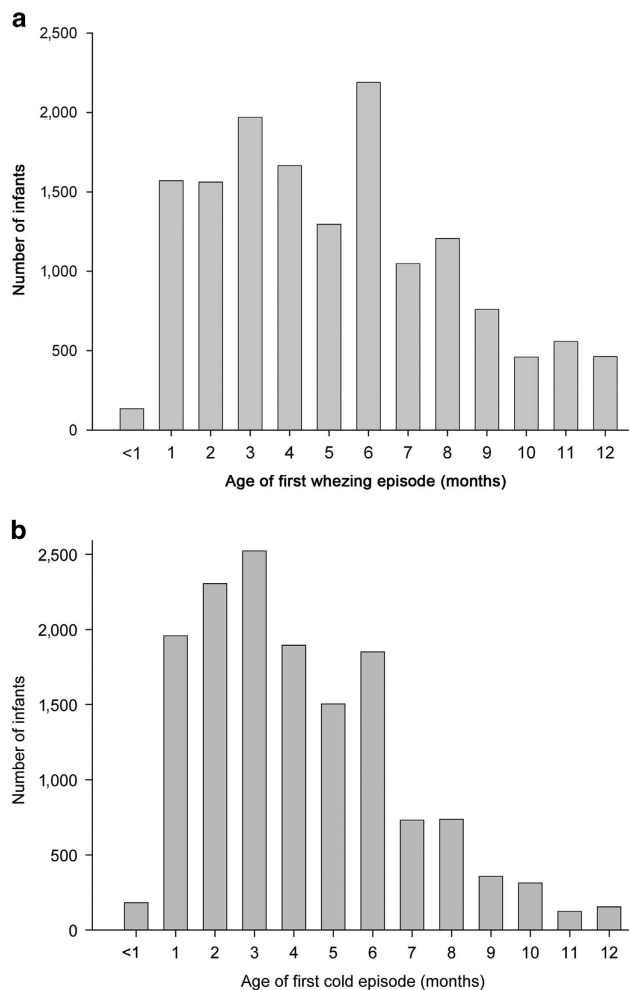 a
2,500
2,000
1,500
1,000
500
0
Number of infants
<1 1 2 3 4 5 6 7 8 9 10 11 12
Age of first whezing episode (months)
b
2,500
2,000
1,500
1,000
500
0
Number of infants
<1 1 2 3 4 5 6 7 8 9 10 11 12
Age of first cold episode (months)